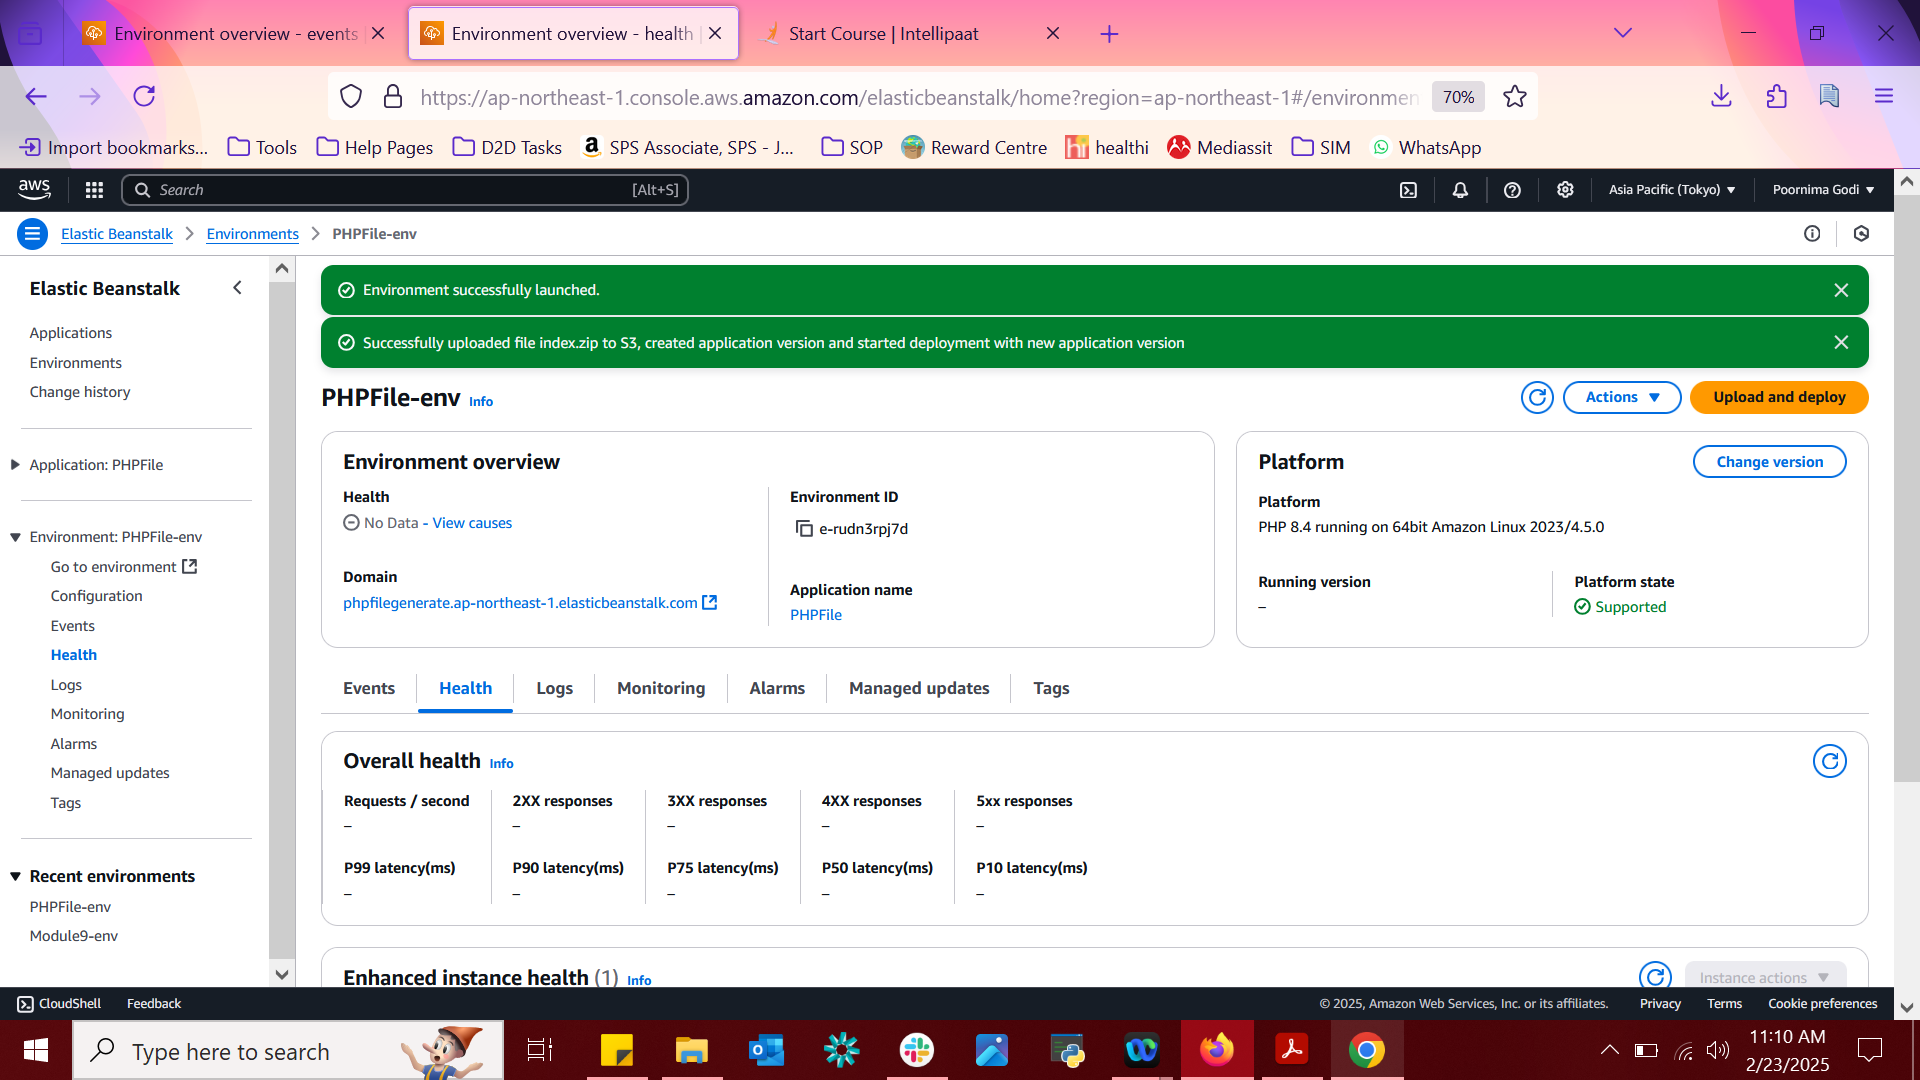 Environment overview - events
Environment overview - health
Start Course | Intellipaat
https://ap-northeast-1.console.aws.amazon.com/elasticbeanstalk/home?region=ap-northeast-1#/environmen
70%
Import bookmarks...
Tools
Help Pages
D2D Tasks
SPS Associate, SPS - J...
SOP
Reward Centre
healthi
Mediassit
SIM
WhatsApp
aws
Search
[Alt+S]
Asia Pacific (Tokyo)
Poornima Godi
Elastic Beanstalk
Environments
PHPFile-env
Elastic Beanstalk
Applications
Environments
Change history
Application: PHPFile
Environment: PHPFile-env
Go to environment
Configuration
Events
Health
Logs
Monitoring
Alarms
Managed updates
Tags
Recent environments
PHPFile-env
Module9-env
Environment successfully launched.
Successfully uploaded file index.zip to S3, created application version and started deployment with new application version
PHPFile-env Info
Actions
Upload and deploy
Environment overview
Health
No Data - View causes
Domain
phpfilegenerate.ap-northeast-1.elasticbeanstalk.com
Environment ID
e-rudn3rpj7d
Application name
PHPFile
Platform
Change version
Platform
PHP 8.4 running on 64bit Amazon Linux 2023/4.5.0
Running version
–
Platform state
Supported
Events
Health
Logs
Monitoring
Alarms
Managed updates
Tags
Overall health Info
Requests / second
–
2XX responses
–
3XX responses
–
4XX responses
–
5xx responses
–
P99 latency(ms)
–
P90 latency(ms)
–
P75 latency(ms)
–
P50 latency(ms)
–
P10 latency(ms)
–
Enhanced instance health (1) Info
Instance actions
CloudShell
Feedback
© 2025, Amazon Web Services, Inc. or its affiliates.
Privacy
Terms
Cookie preferences
Type here to search
11:10 AM
2/23/2025